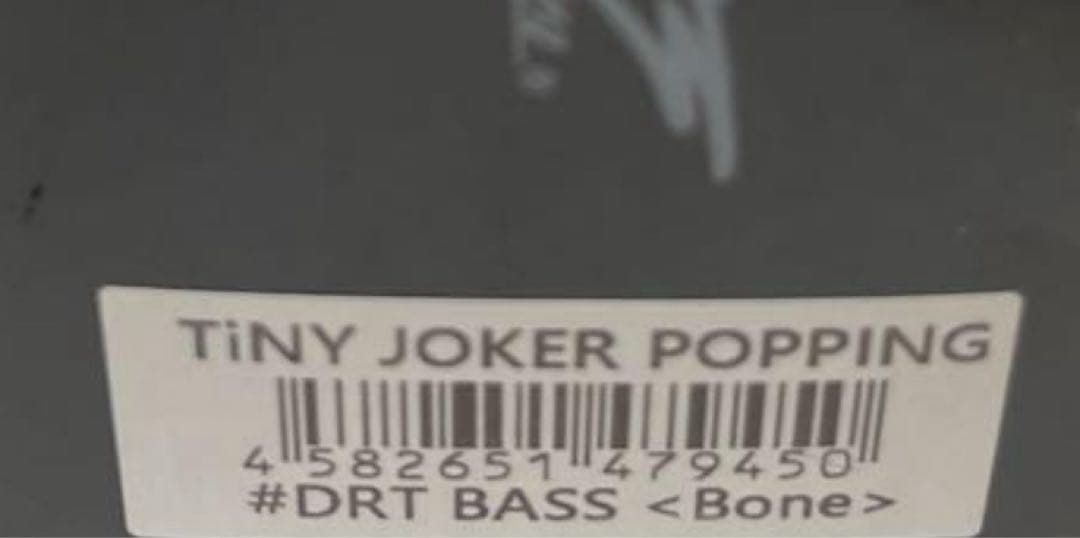 TiNY JOKER POPPING
4 582651 479450
#DRT BASS <Bone>